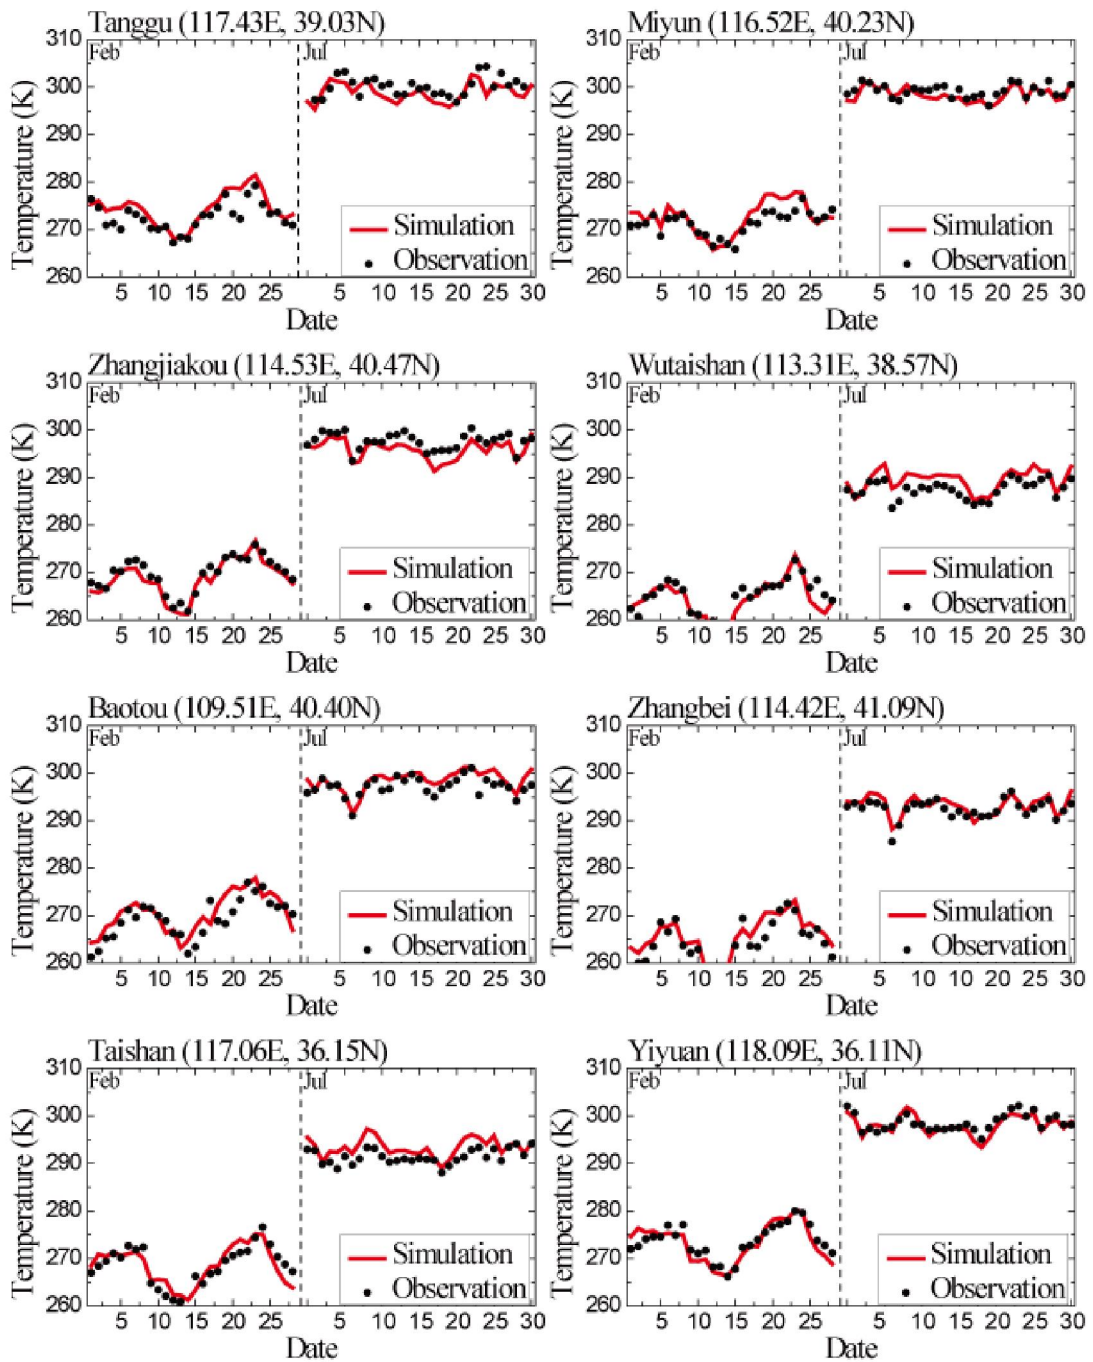 Tanggu (117.43E, 39.03N)
Miyun (116.52E, 40.23N)
310
300
290
280
270
260
Temperature (K)
Feb
Jul
Simulation
Observation
5 10 15 20 25 5 10 15 20 25 30
Date
310
300
290
280
270
260
Temperature (K)
Feb
Jul
Simulation
Observation
5 10 15 20 25 5 10 15 20 25 30
Date
Zhangjiakou (114.53E, 40.47N)
Wutaishan (113.31E, 38.57N)
310
300
290
280
270
260
Temperature (K)
Feb
Jul
Simulation
Observation
5 10 15 20 25 5 10 15 20 25 30
Date
310
300
290
280
270
260
Temperature (K)
Feb
Jul
Simulation
Observation
5 10 15 20 25 5 10 15 20 25 30
Date
Baotou (109.51E, 40.40N)
Zhangbei (114.42E, 41.09N)
310
300
290
280
270
260
Temperature (K)
Feb
Jul
Simulation
Observation
5 10 15 20 25 5 10 15 20 25 30
Date
310
300
290
280
270
260
Temperature (K)
Feb
Jul
Simulation
Observation
5 10 15 20 25 5 10 15 20 25 30
Date
Taishan (117.06E, 36.15N)
Yiyuan (118.09E, 36.11N)
310
300
290
280
270
260
Temperature (K)
Feb
Jul
Simulation
Observation
5 10 15 20 25 5 10 15 20 25 30
Date
310
300
290
280
270
260
Temperature (K)
Feb
Jul
Simulation
Observation
5 10 15 20 25 5 10 15 20 25 30
Date